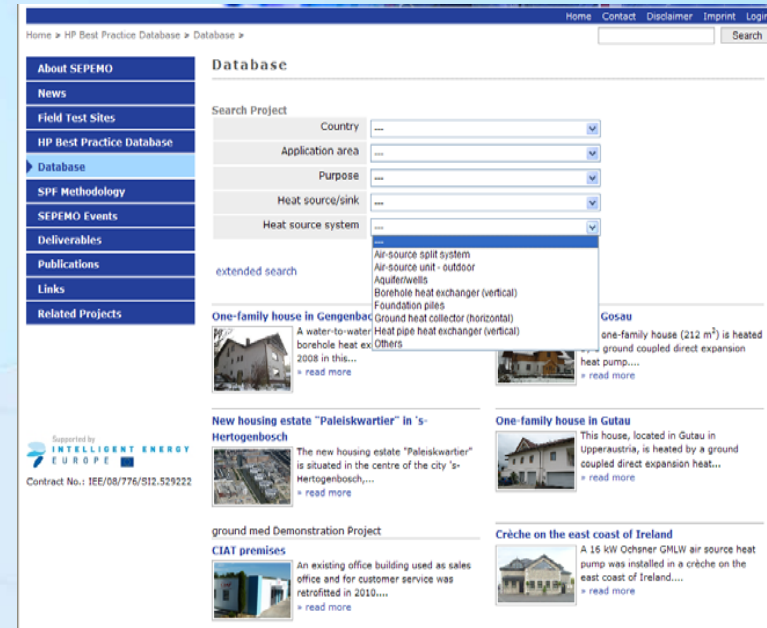 Home Contact Disclaimer Imprint Login
Home > HP Best Practice Database > Database >
Search
About SEPEMO
News
Field Test Sites
HP Best Practice Database
Database
SPF Methodology
SEPEMO Events
Deliverables
Publications
Links
Related Projects
Supported by
INTELLIGENT ENERGY
EUROPE
Contract No.: IEE/08/776/SI2.529222
Database
Search Project
Country ---
Application area ---
Purpose ---
Heat source/sink ---
Heat source system ---
---
Air-source split system
Air-source unit - outdoor
Aquifer/wells
Borehole heat exchanger (vertical)
Foundation piles
Ground heat collector (horizontal)
Heat pipe heat exchanger (vertical)
Others
extended search
One-family house in Gengenbac
A water-to-water
borehole heat ex
2008 in this...
» read more
Gosau
one-family house (212 m²) is heated
ground coupled direct expansion
heat pump....
» read more
New housing estate "Paleiskwartier" in 's-
Hertogenbosch
The new housing estate "Paleiskwartier"
is situated in the centre of the city 's-
Hertogenbosch,...
» read more
One-family house in Gutau
This house, located in Gutau in
Upperaustria, is heated by a ground
coupled direct expansion heat...
» read more
ground med Demonstration Project
CIAT premises
An existing office building used as sales
office and for customer service was
retrofitted in 2010....
» read more
Crèche on the east coast of Ireland
A 16 kW Ochsner GMLW air source heat
pump was installed in a crèche on the
east coast of Ireland....
» read more